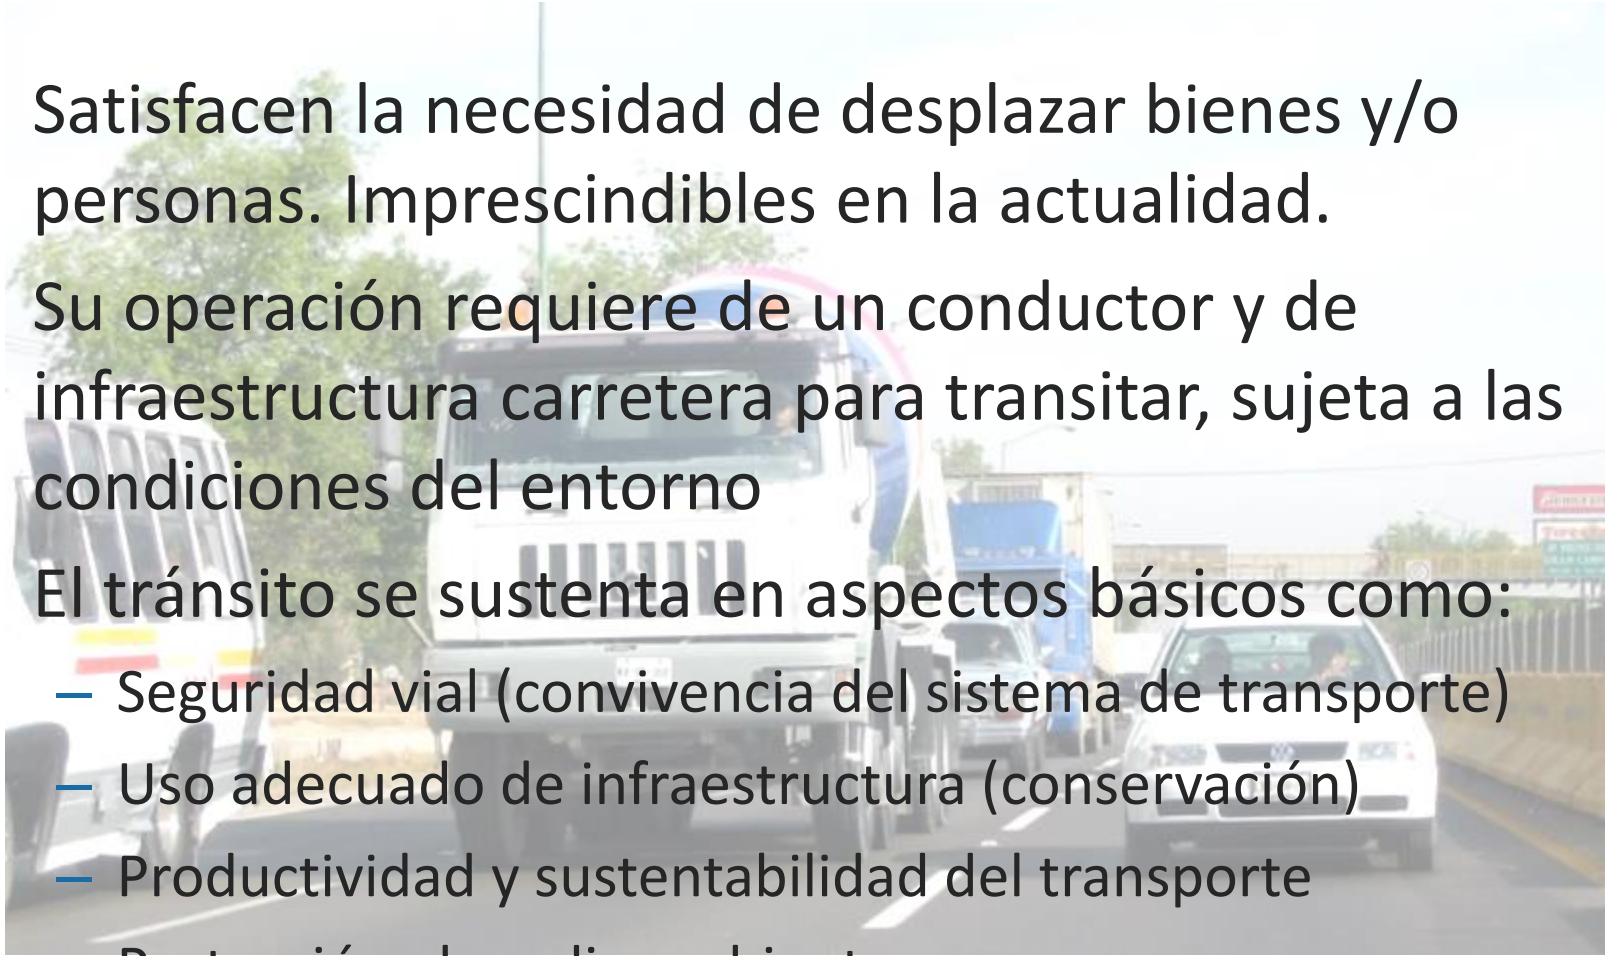 Satisfacen la necesidad de desplazar bienes y/o
personas. Imprescindibles en la actualidad.
Su operación requiere de un conductor y de
infraestructura carretera para transitar, sujeta a las
condiciones del entorno
El tránsito se sustenta en aspectos básicos como:
– Seguridad vial (convivencia del sistema de transporte)
– Uso adecuado de infraestructura (conservación)
– Productividad y sustentabilidad del transporte